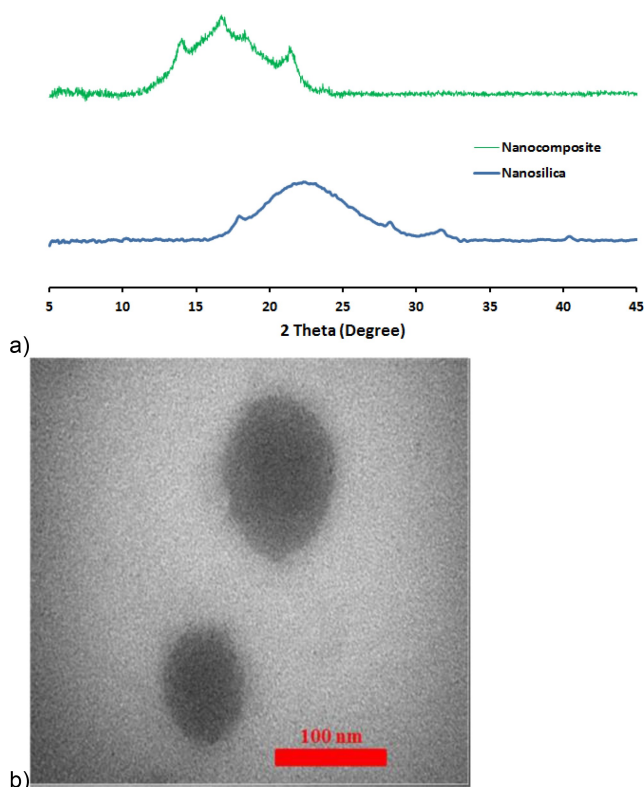 Nanocomposite
Nanosilica
5 10 15 20 25 30 35 40 45
2 Theta (Degree)
a)
100 nm
b)